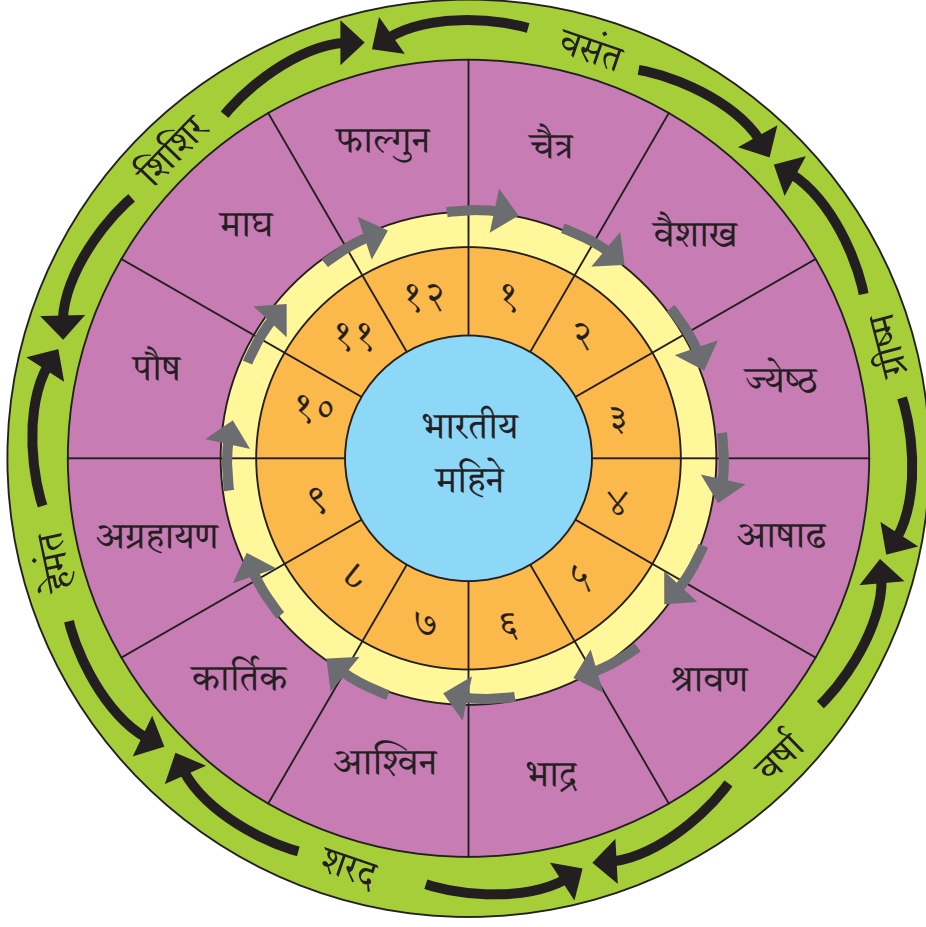 भारतीय
महिने
१
२
३
४
५
६
७
८
९
१०
११
१२
चैत्र
वैशाख
ज्येष्ठ
आषाढ
श्रावण
भाद्र
आश्विन
कार्तिक
अग्रहायण
पौष
माघ
फाल्गुन
वसंत
ग्रीष्म
वर्षा
शरद
हेमंत
शिशिर